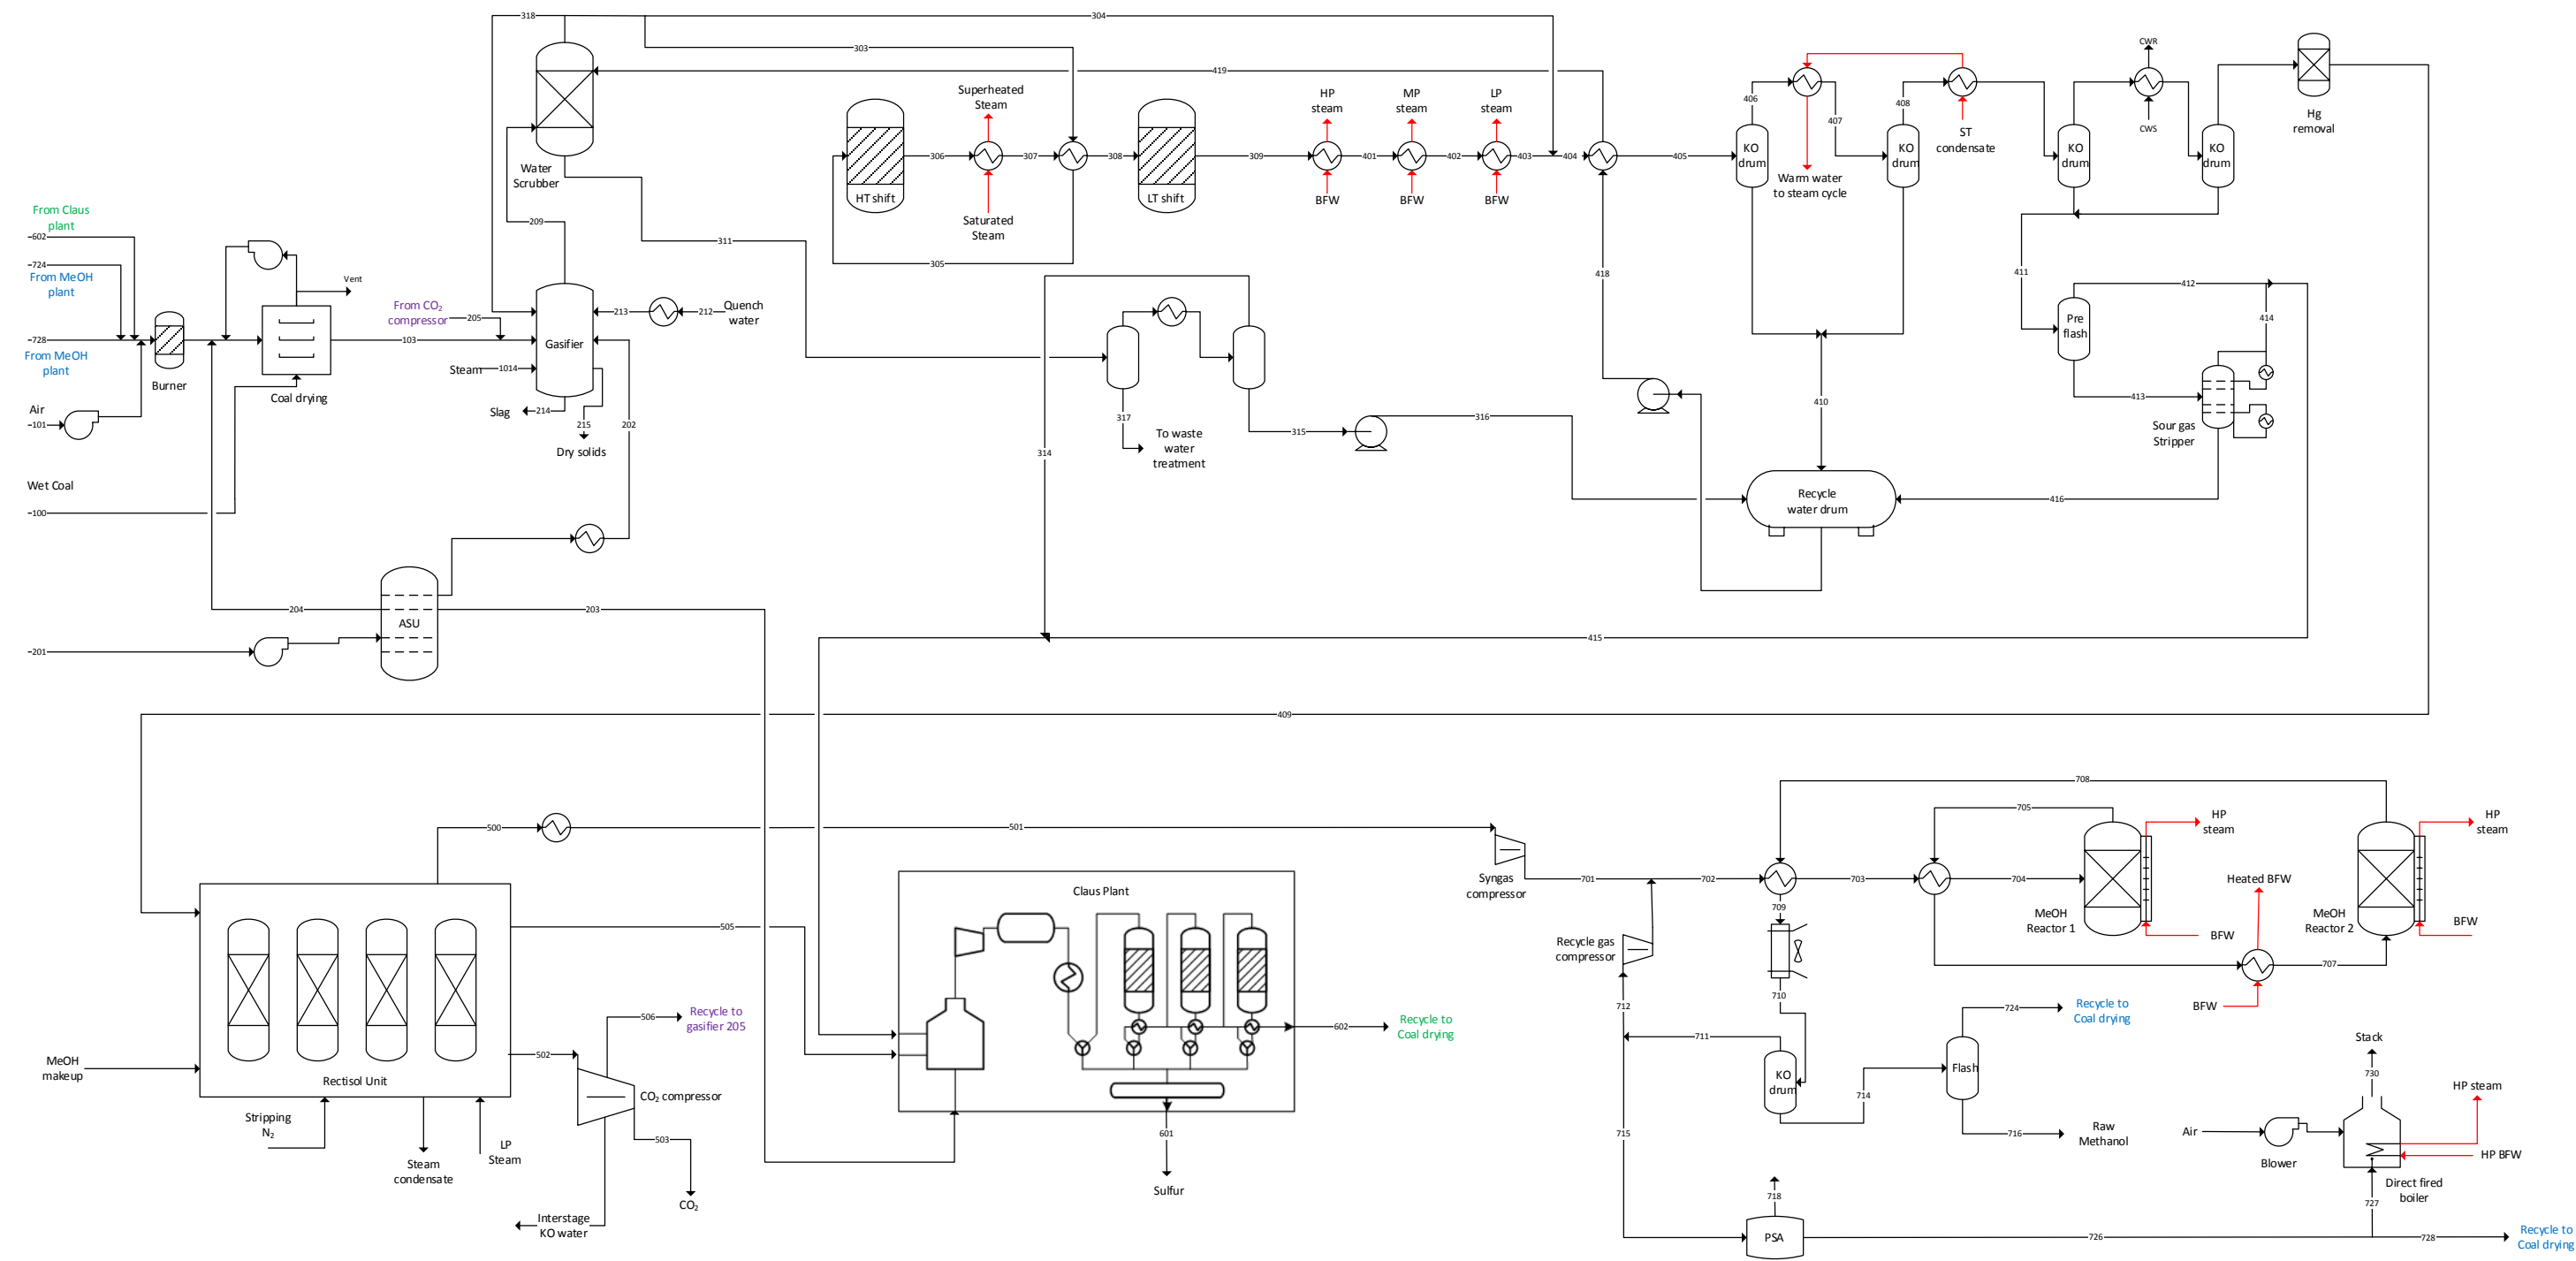 318
304
303
419
Water
Scrubber
209
311
Superheated
Steam
HT shift
306
307
308
Saturated
Steam
305
LT shift
309
HP
steam
MP
steam
LP
steam
401
402
403
404
BFW
BFW
BFW
405
406
KO
drum
407
Warm water
to steam cycle
408
KO
drum
ST
condensate
KO
drum
CWR
CWS
KO
drum
Hg
removal
From Claus
plant
602
724
From MeOH
plant
728
From MeOH
plant
Burner
Air
101
Wet Coal
100
Vent
Coal drying
From CO2
compressor
205
103
Gasifier
Steam
1014
Slag
214
215
Dry solids
213
212
Quench
water
202
317
To waste
water
treatment
314
315
316
418
410
Recycle
water drum
411
412
Pre
flash
414
413
Sour gas
Stripper
416
204
203
ASU
201
415
409
500
501
Rectisol Unit
MeOH
makeup
Stripping
N2
Steam
condensate
LP
Steam
505
502
506
Recycle to
gasifier 205
CO2 compressor
503
CO2
Interstage
KO water
Claus Plant
602
Recycle to
Coal drying
601
Sulfur
Syngas
compressor
701
702
703
704
705
708
MeOH
Reactor 1
HP
steam
BFW
MeOH
Reactor 2
HP
steam
BFW
Heated BFW
BFW
707
Recycle gas
compressor
709
710
712
711
KO
drum
714
Flash
724
Recycle to
Coal drying
716
Raw
Methanol
715
718
PSA
726
Air
Blower
Stack
730
HP steam
HP BFW
Direct fired
boiler
727
728
Recycle to
Coal drying